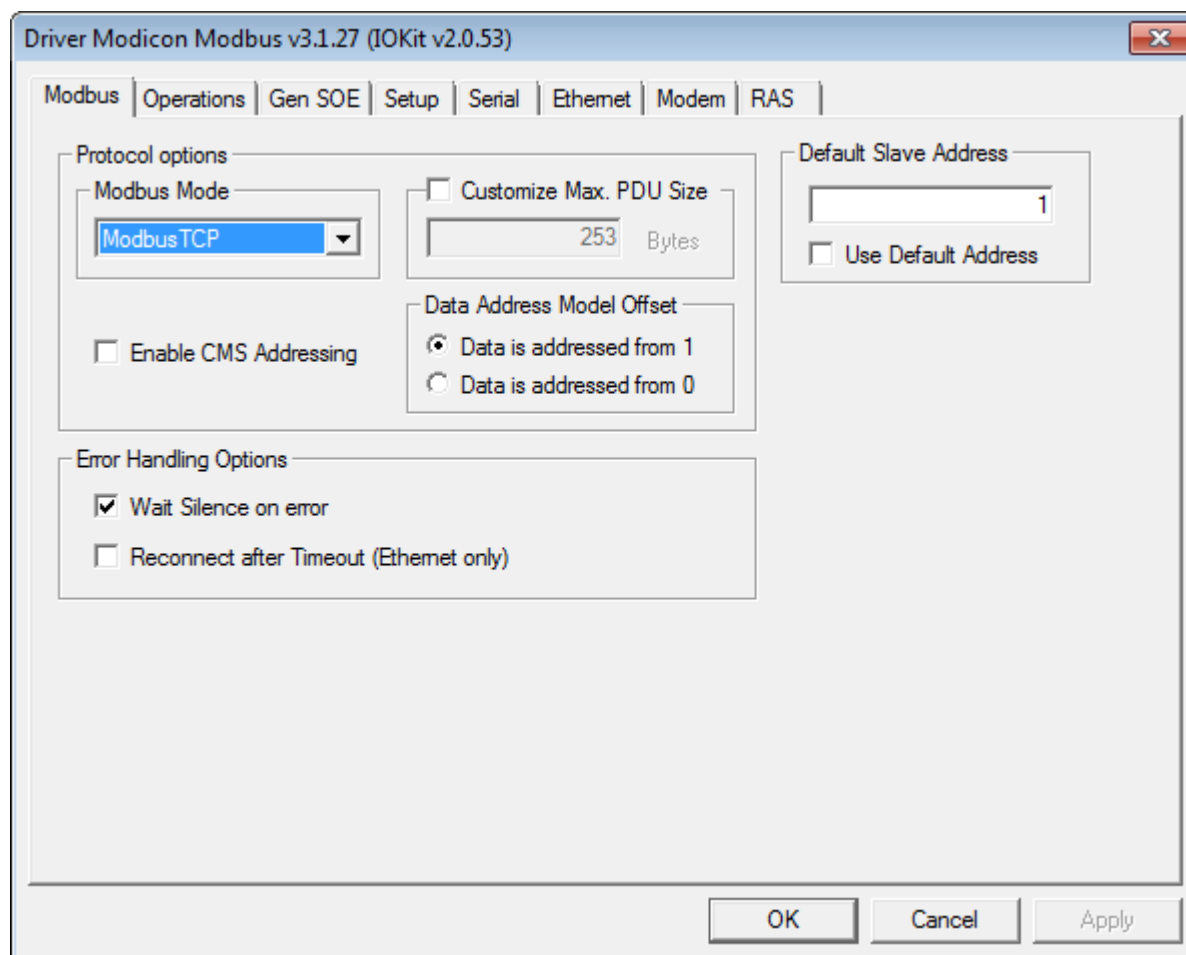 Driver Modicon Modbus v3.1.27 (IOKit v2.0.53)
Modbus Operations Gen SOE Setup Serial Ethernet Modem RAS
Protocol options
Modbus Mode
ModbusTCP
Customize Max. PDU Size
253 Bytes
Enable CMS Addressing
Data Address Model Offset
Data is addressed from 1
Data is addressed from 0
Default Slave Address
1
Use Default Address
Error Handling Options
Wait Silence on error
Reconnect after Timeout (Ethernet only)
OK Cancel Apply